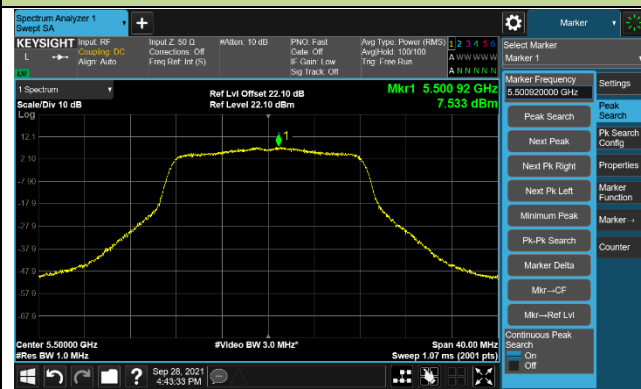 Spectrum Analyzer 1
Swept SA
KEYSIGHT
L
Input: RF
Coupling: DC
Align: Auto
Input Z: 50 Ω
Corrections: Off
Freq Ref: Int (S)
#Atten: 10 dB
PNO: Fast
Gate: Off
IF Gain: Low
Sig Track: Off
Avg Type: Power (RMS)
Avg|Hold: 100/100
Trig: Free Run
1 2 3 4 5 6
A WW WW W
A N N N N N
LXI
1 Spectrum
Scale/Div 10 dB
Log
Ref Lvl Offset 22.10 dB
Ref Level 22.10 dBm
Mkr1 5.500 92 GHz
7.533 dBm
1
12.1
2.10
-7.90
-17.9
-27.9
-37.9
-47.9
-57.9
-67.9
Center 5.50000 GHz
#Res BW 1.0 MHz
#Video BW 3.0 MHz*
Span 40.00 MHz
Sweep 1.07 ms (2001 pts)
Sep 28, 2021
4:43:33 PM
Marker
Select Marker
Marker 1
Marker Frequency
5.500920000 GHz
Peak Search
Next Peak
Next Pk Right
Next Pk Left
Minimum Peak
Pk-Pk Search
Marker Delta
Mkr→CF
Mkr→Ref Lvl
Continuous Peak
Search
On
Off
Settings
Peak
Search
Pk Search
Config
Properties
Marker
Function
Marker→
Counter